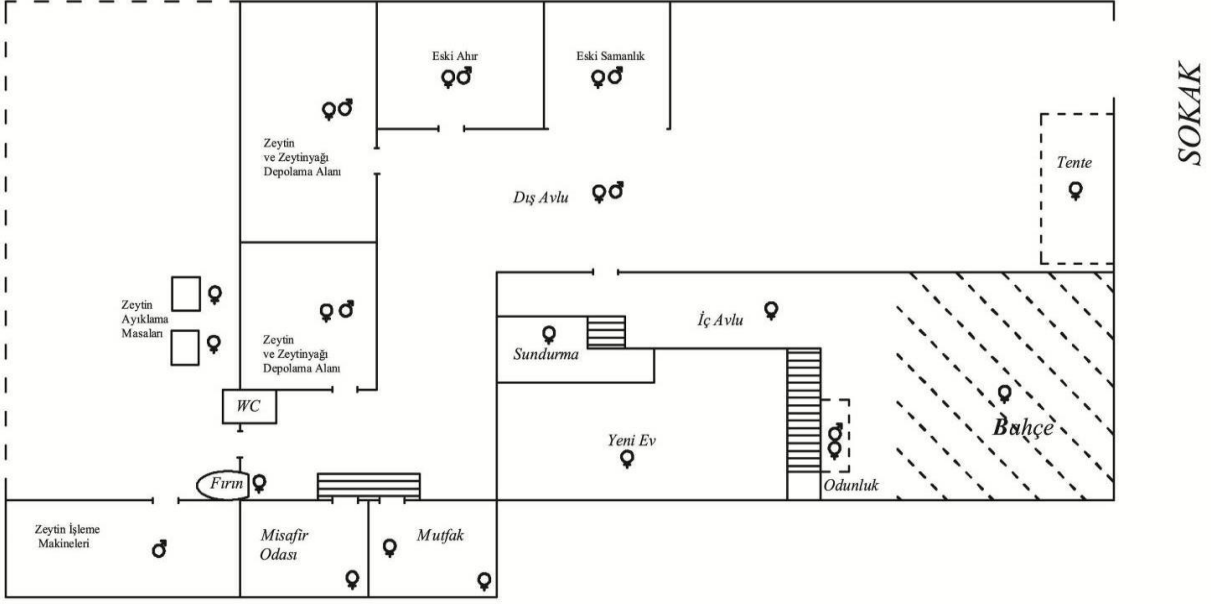 Eski Ahır
Eski Samanlık
SOKAK
Zeytin
ve Zeytinyağı
Depolama Alanı
Tente
Dış Avlu
Zeytin
Ayıklama
Masaları
İç Avlu
Sundurma
Zeytin
ve Zeytinyağı
Depolama Alanı
WC
Bahçe
Yeni Ev
Fırın
Odunluk
Zeytin İşleme
Makineleri
Misafir
Odası
Mutfak